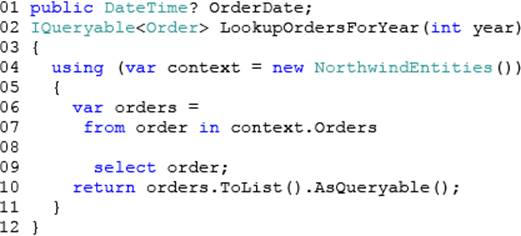 01 public DateTime? OrderDate;
02 IQueryable<Order> LookupOrdersForYear(int year)
03 {
04   using (var context = new NorthwindEntities())
05   {
06     var orders =
07      from order in context.Orders
08
09       select order;
10     return orders.ToList().AsQueryable();
11   }
12 }